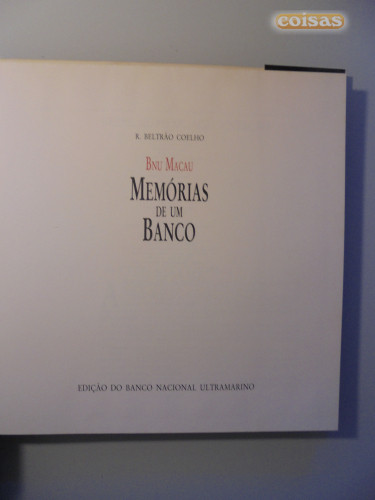 coisas
R. BELTRÃO COELHO
BNU MACAU
MEMÓRIAS
DE UM
BANCO
EDIÇÃO DO BANCO NACIONAL ULTRAMARINO